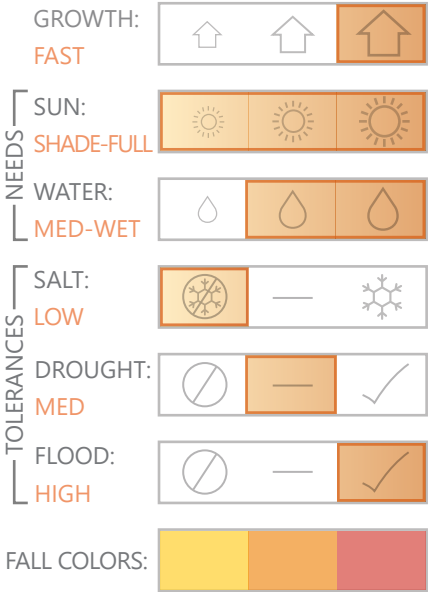 GROWTH:
FAST
NEEDS
SUN:
SHADE-FULL
WATER:
MED-WET
TOLERANCES
SALT:
LOW
DROUGHT:
MED
FLOOD:
HIGH
FALL COLORS: